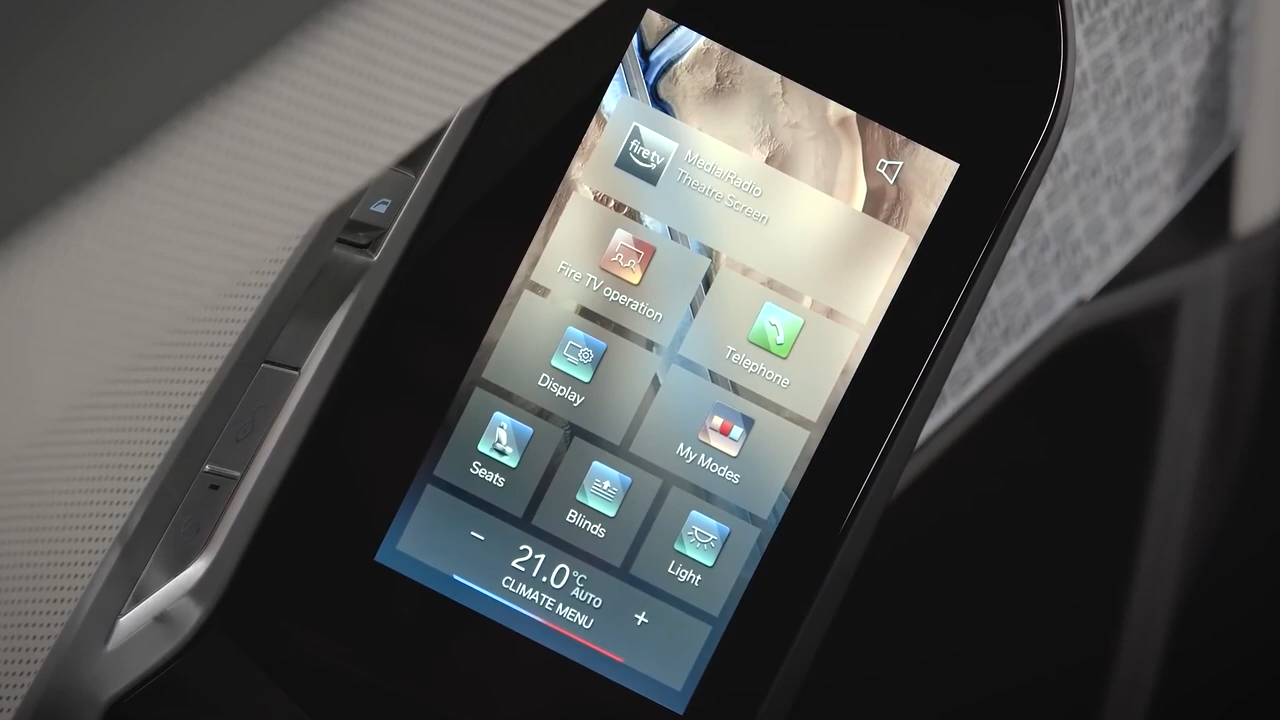 fire tv
Media/Radio
Theatre Screen
Fire TV operation
Telephone
Display
My Modes
Seats
Blinds
Light
− 21.0 °C +
AUTO
CLIMATE MENU